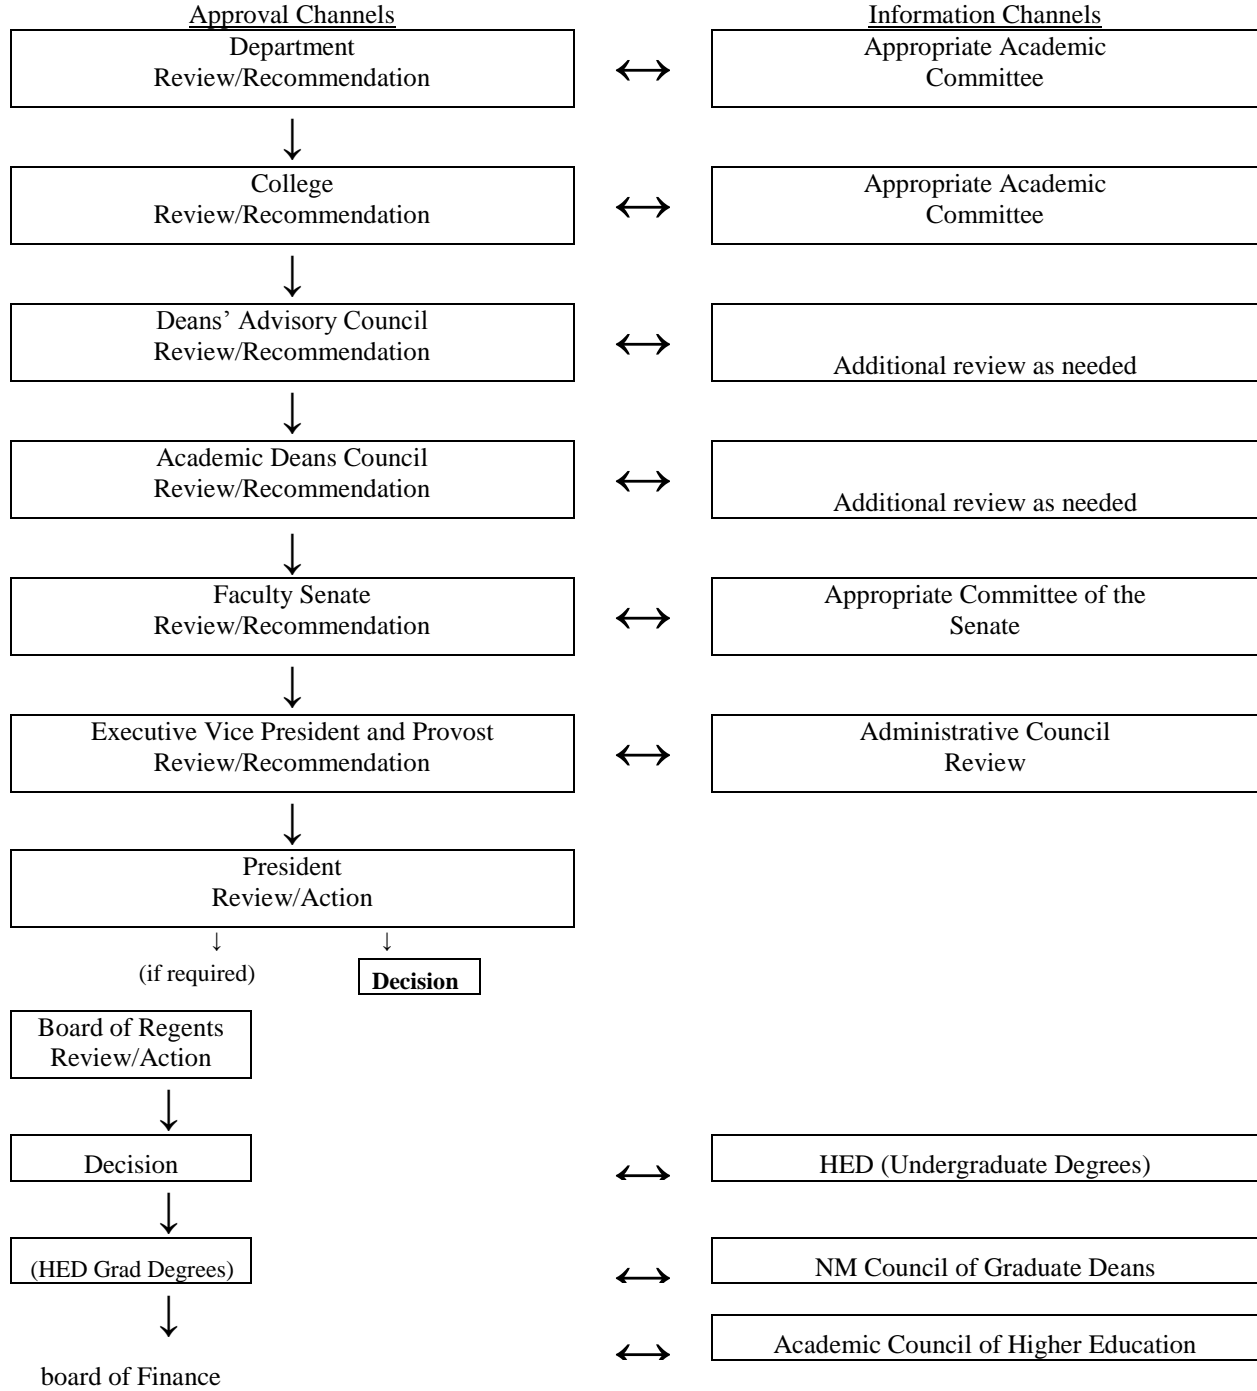 Approval Channels
Information Channels
Department
Review/Recommendation
Appropriate Academic
Committee
College
Review/Recommendation
Appropriate Academic
Committee
Deans’ Advisory Council
Review/Recommendation
Additional review as needed
Academic Deans Council
Review/Recommendation
Additional review as needed
Faculty Senate
Review/Recommendation
Appropriate Committee of the
Senate
Executive Vice President and Provost
Review/Recommendation
Administrative Council
Review
President
Review/Action
(if required)
Decision
Board of Regents
Review/Action
Decision
HED (Undergraduate Degrees)
(HED Grad Degrees)
NM Council of Graduate Deans
Academic Council of Higher Education
board of Finance